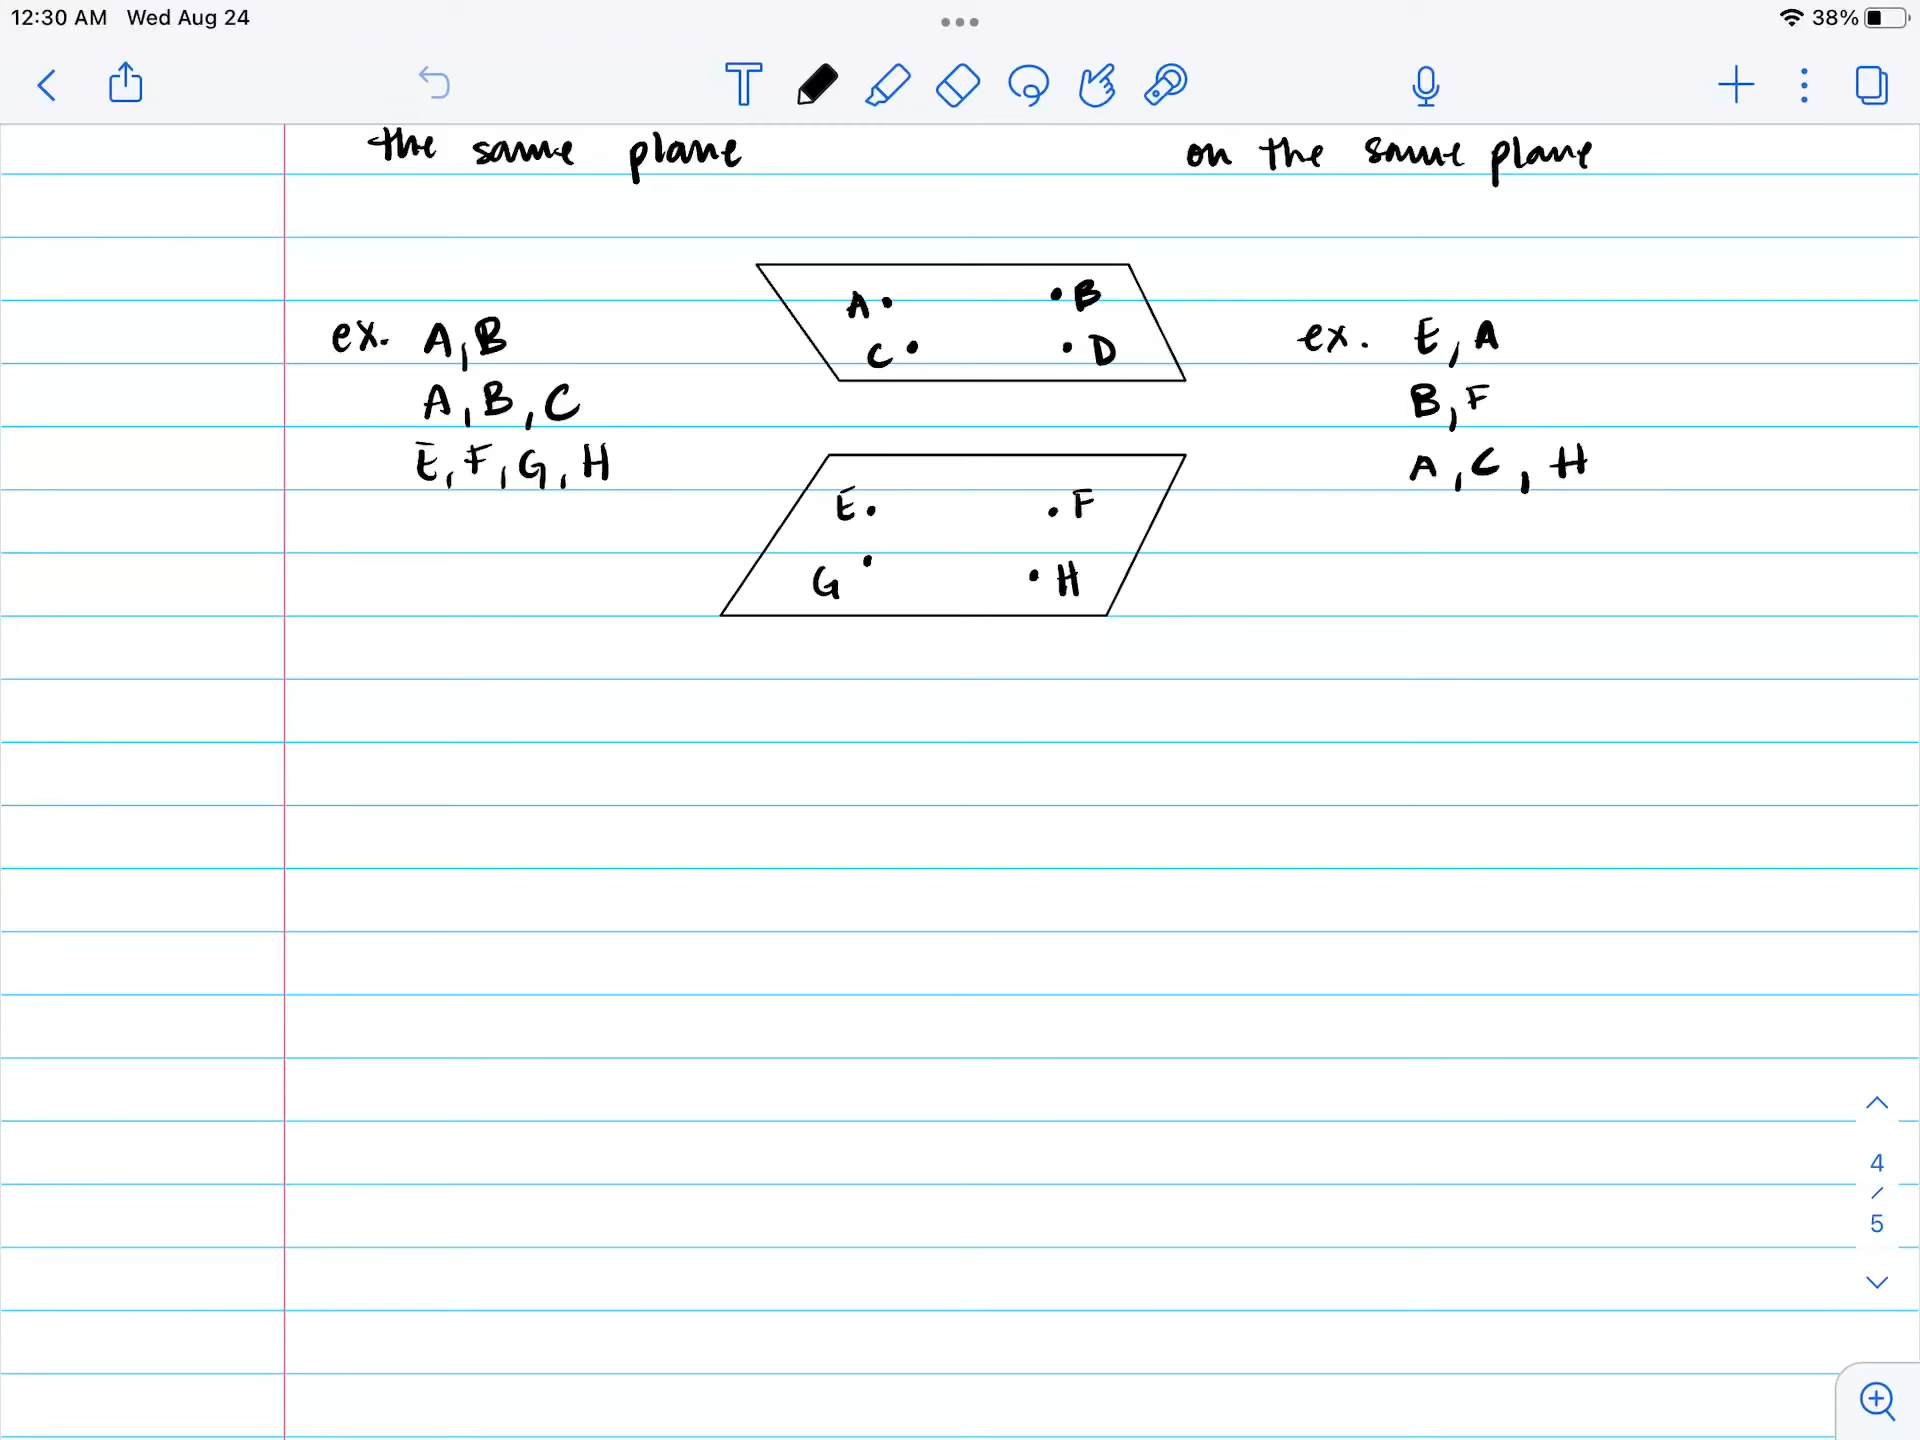 12:30 AM Wed Aug 24
38%
T
the same plane
on the same plane
A B
C D
ex. A, B
A, B, C
E, F, G, H
ex. E, A
B, F
A, C, H
E F
G H
4
/
5